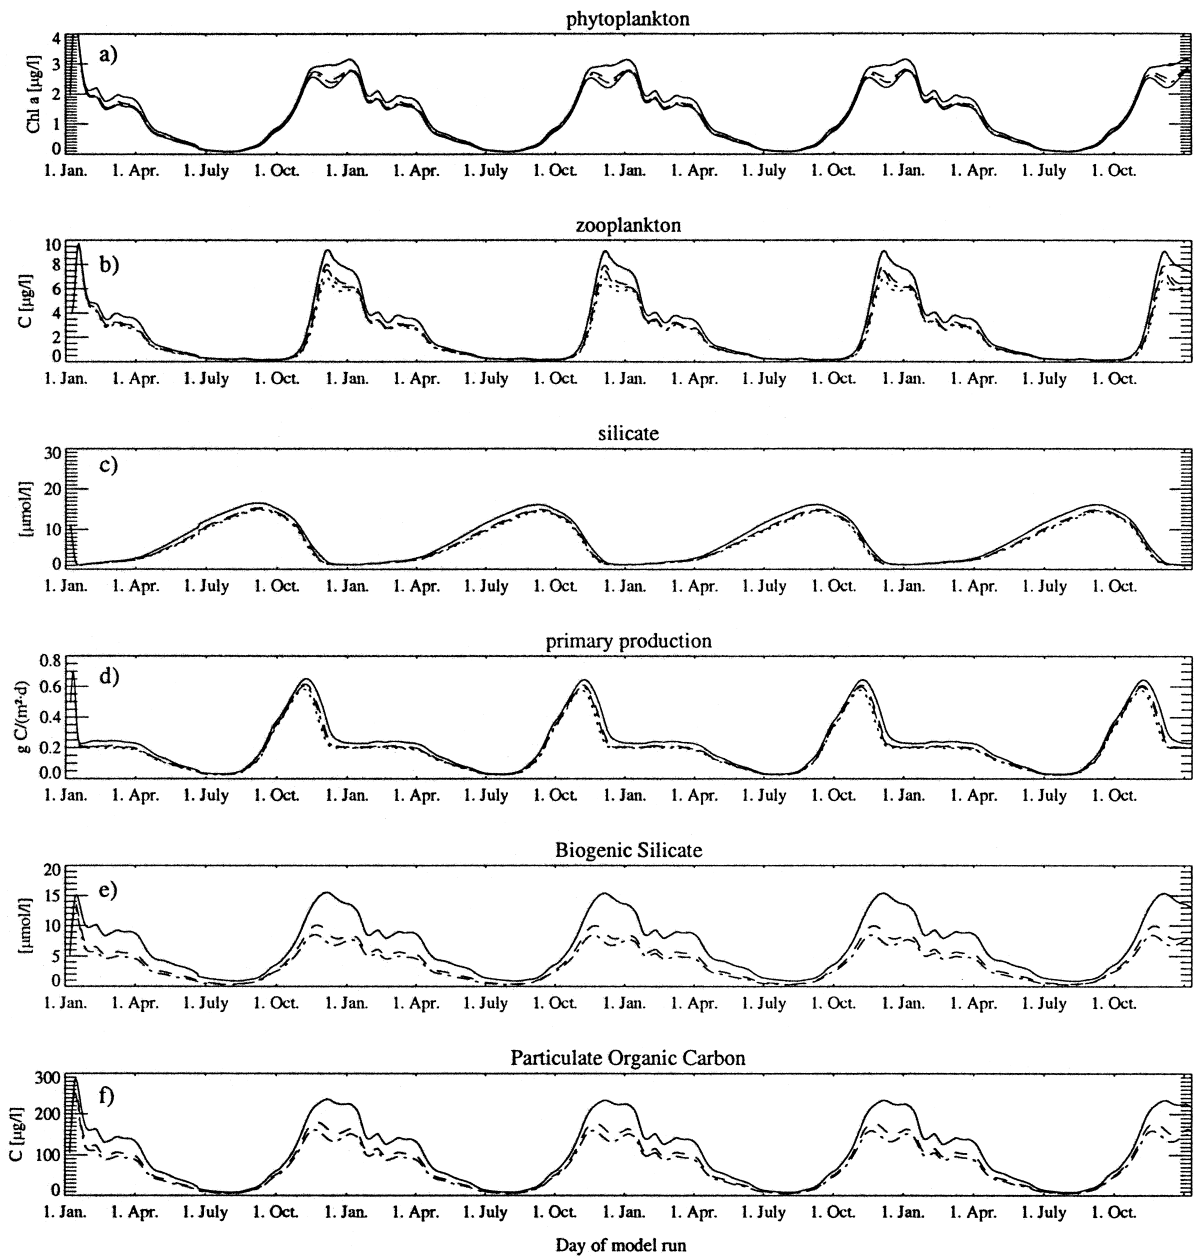 phytoplankton
a)
Chl a [µg/l]
4
3
2
1
0
1. Jan. 1. Apr. 1. July 1. Oct. 1. Jan. 1. Apr. 1. July 1. Oct. 1. Jan. 1. Apr. 1. July 1. Oct. 1. Jan. 1. Apr. 1. July 1. Oct.
zooplankton
b)
C [µg/l]
10
8
6
4
2
0
1. Jan. 1. Apr. 1. July 1. Oct. 1. Jan. 1. Apr. 1. July 1. Oct. 1. Jan. 1. Apr. 1. July 1. Oct. 1. Jan. 1. Apr. 1. July 1. Oct.
silicate
c)
[µmol/l]
30
20
10
0
1. Jan. 1. Apr. 1. July 1. Oct. 1. Jan. 1. Apr. 1. July 1. Oct. 1. Jan. 1. Apr. 1. July 1. Oct. 1. Jan. 1. Apr. 1. July 1. Oct.
primary production
d)
g C/(m²·d)
0.8
0.6
0.4
0.2
0.0
1. Jan. 1. Apr. 1. July 1. Oct. 1. Jan. 1. Apr. 1. July 1. Oct. 1. Jan. 1. Apr. 1. July 1. Oct. 1. Jan. 1. Apr. 1. July 1. Oct.
Biogenic Silicate
e)
[µmol/l]
20
15
10
5
0
1. Jan. 1. Apr. 1. July 1. Oct. 1. Jan. 1. Apr. 1. July 1. Oct. 1. Jan. 1. Apr. 1. July 1. Oct. 1. Jan. 1. Apr. 1. July 1. Oct.
Particulate Organic Carbon
f)
C [µg/l]
300
200
100
0
1. Jan. 1. Apr. 1. July 1. Oct. 1. Jan. 1. Apr. 1. July 1. Oct. 1. Jan. 1. Apr. 1. July 1. Oct. 1. Jan. 1. Apr. 1. July 1. Oct.
Day of model run